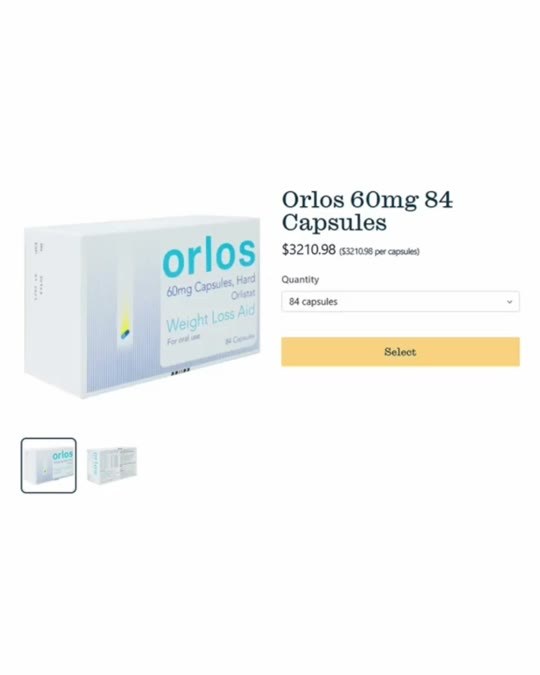 Orlos 60mg 84
Capsules
$3210.98 ($3210.98 per capsules)
Quantity
84 capsules
Select
orlos
60mg Capsules, Hard
Orlistat
Weight Loss Aid
For oral use
84 Capsules
orlos
orlos